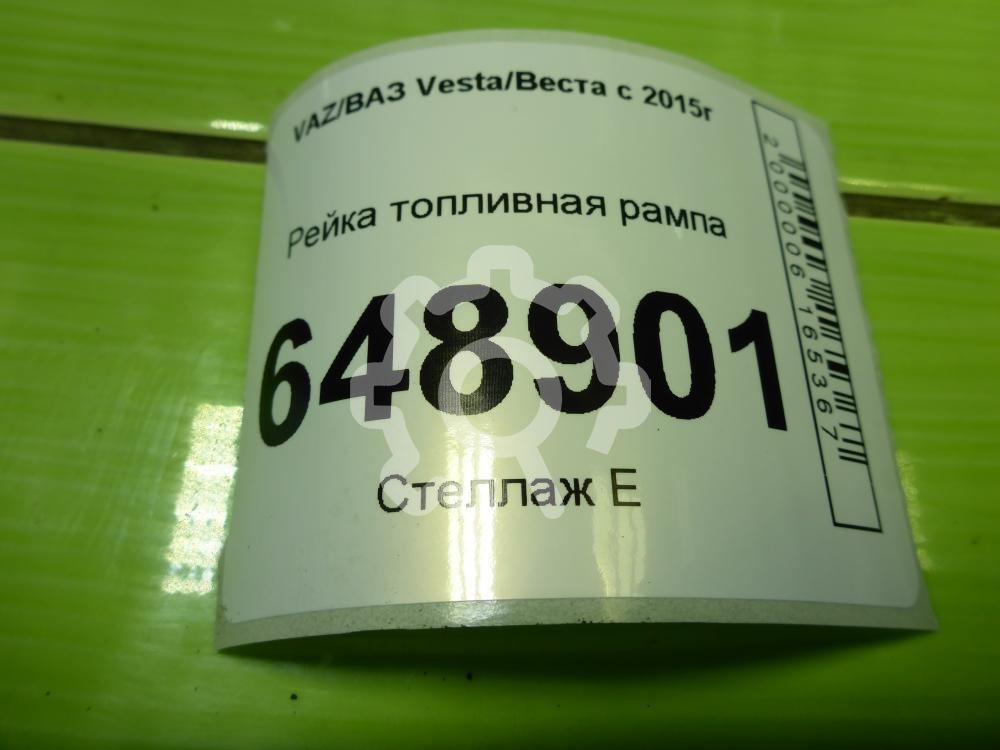 VAZ/ВАЗ Vesta/Веста с 2015г
Рейка топливная рампа
648901
Стеллаж Е
2000006165367